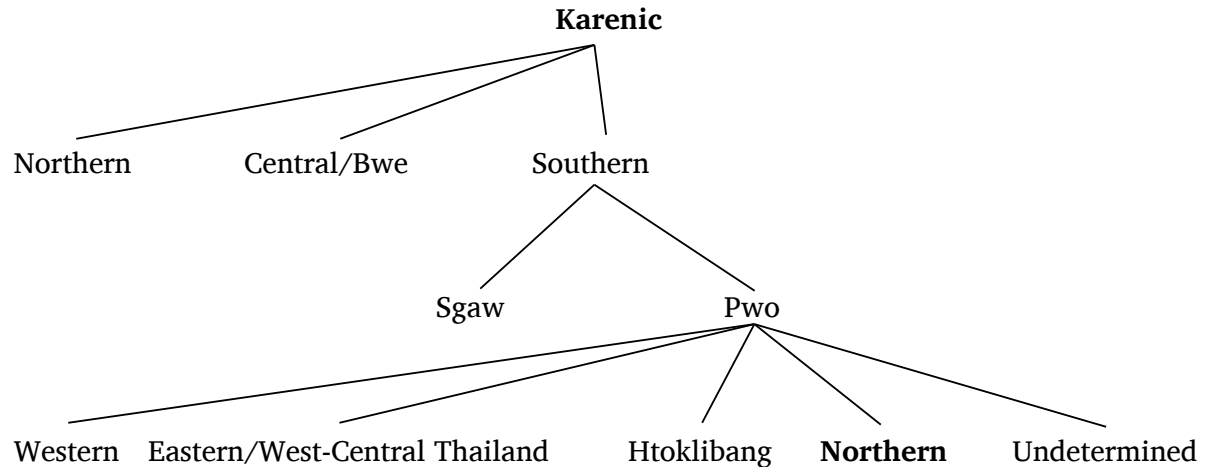 Karenic
Northern Central/Bwe Southern
Sgaw Pwo
Western Eastern/West-Central Thailand Htoklibang Northern Undetermined